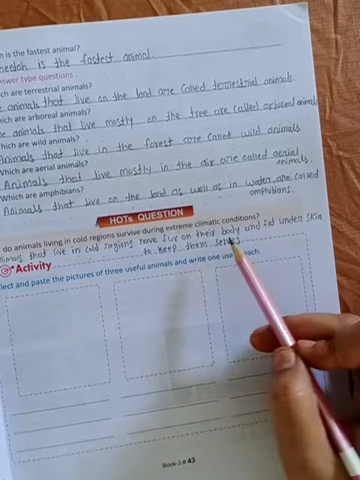 h is the fastest animal?
heetah is the fastest animal.
nswer type questions :
ich are terrestrial animals?
e animals that live on the land are called terrestrial animals.
hich are arboreal animals?
e animals that live mostly on the tree are called arboreal animal
hich are wild animals?
Animals that live in the forest are called wild animals
Which are aerial animals?
Animals that live mostly in the air are called aerial
animals.
Which are amphibians?
Animals that live on the land as well as in water, are called
amphibions.
HOTs QUESTION
do animals living in cold regions survive during extreme climatic conditions?
nimals that live in cold regions have fur on their body and fat under skin
to keep them selves
Activity
llect and paste the pictures of three useful animals and write one use each.
Book-3 43